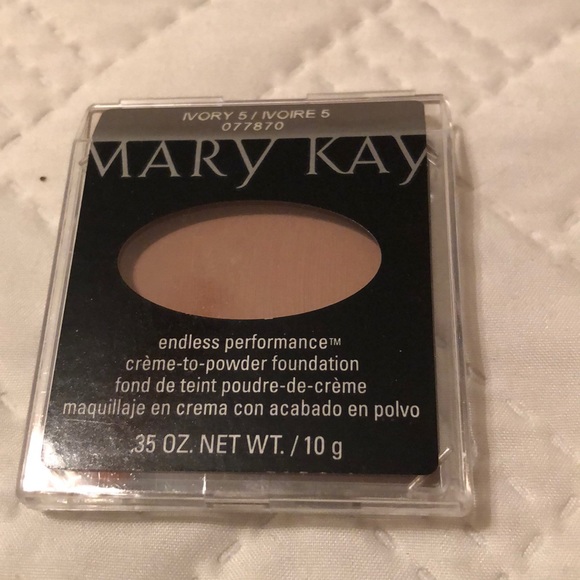 IVORY 5 / IVOIRE 5
077870
MARY KAY
endless performance™
crème-to-powder foundation
fond de teint poudre-de-crème
maquillaje en crema con acabado en polvo
.35 OZ. NET WT. / 10 g